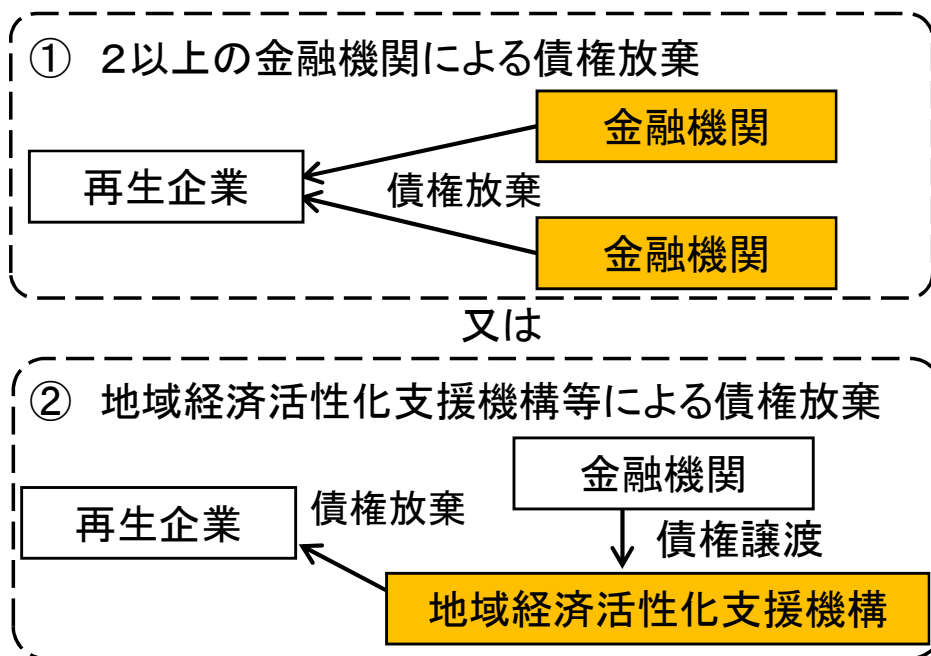 ① ２以上の金融機関による債権放棄
金融機関
再生企業
債権放棄
金融機関
又は
② 地域経済活性化支援機構等による債権放棄
金融機関
再生企業
債権放棄
債権譲渡
地域経済活性化支援機構